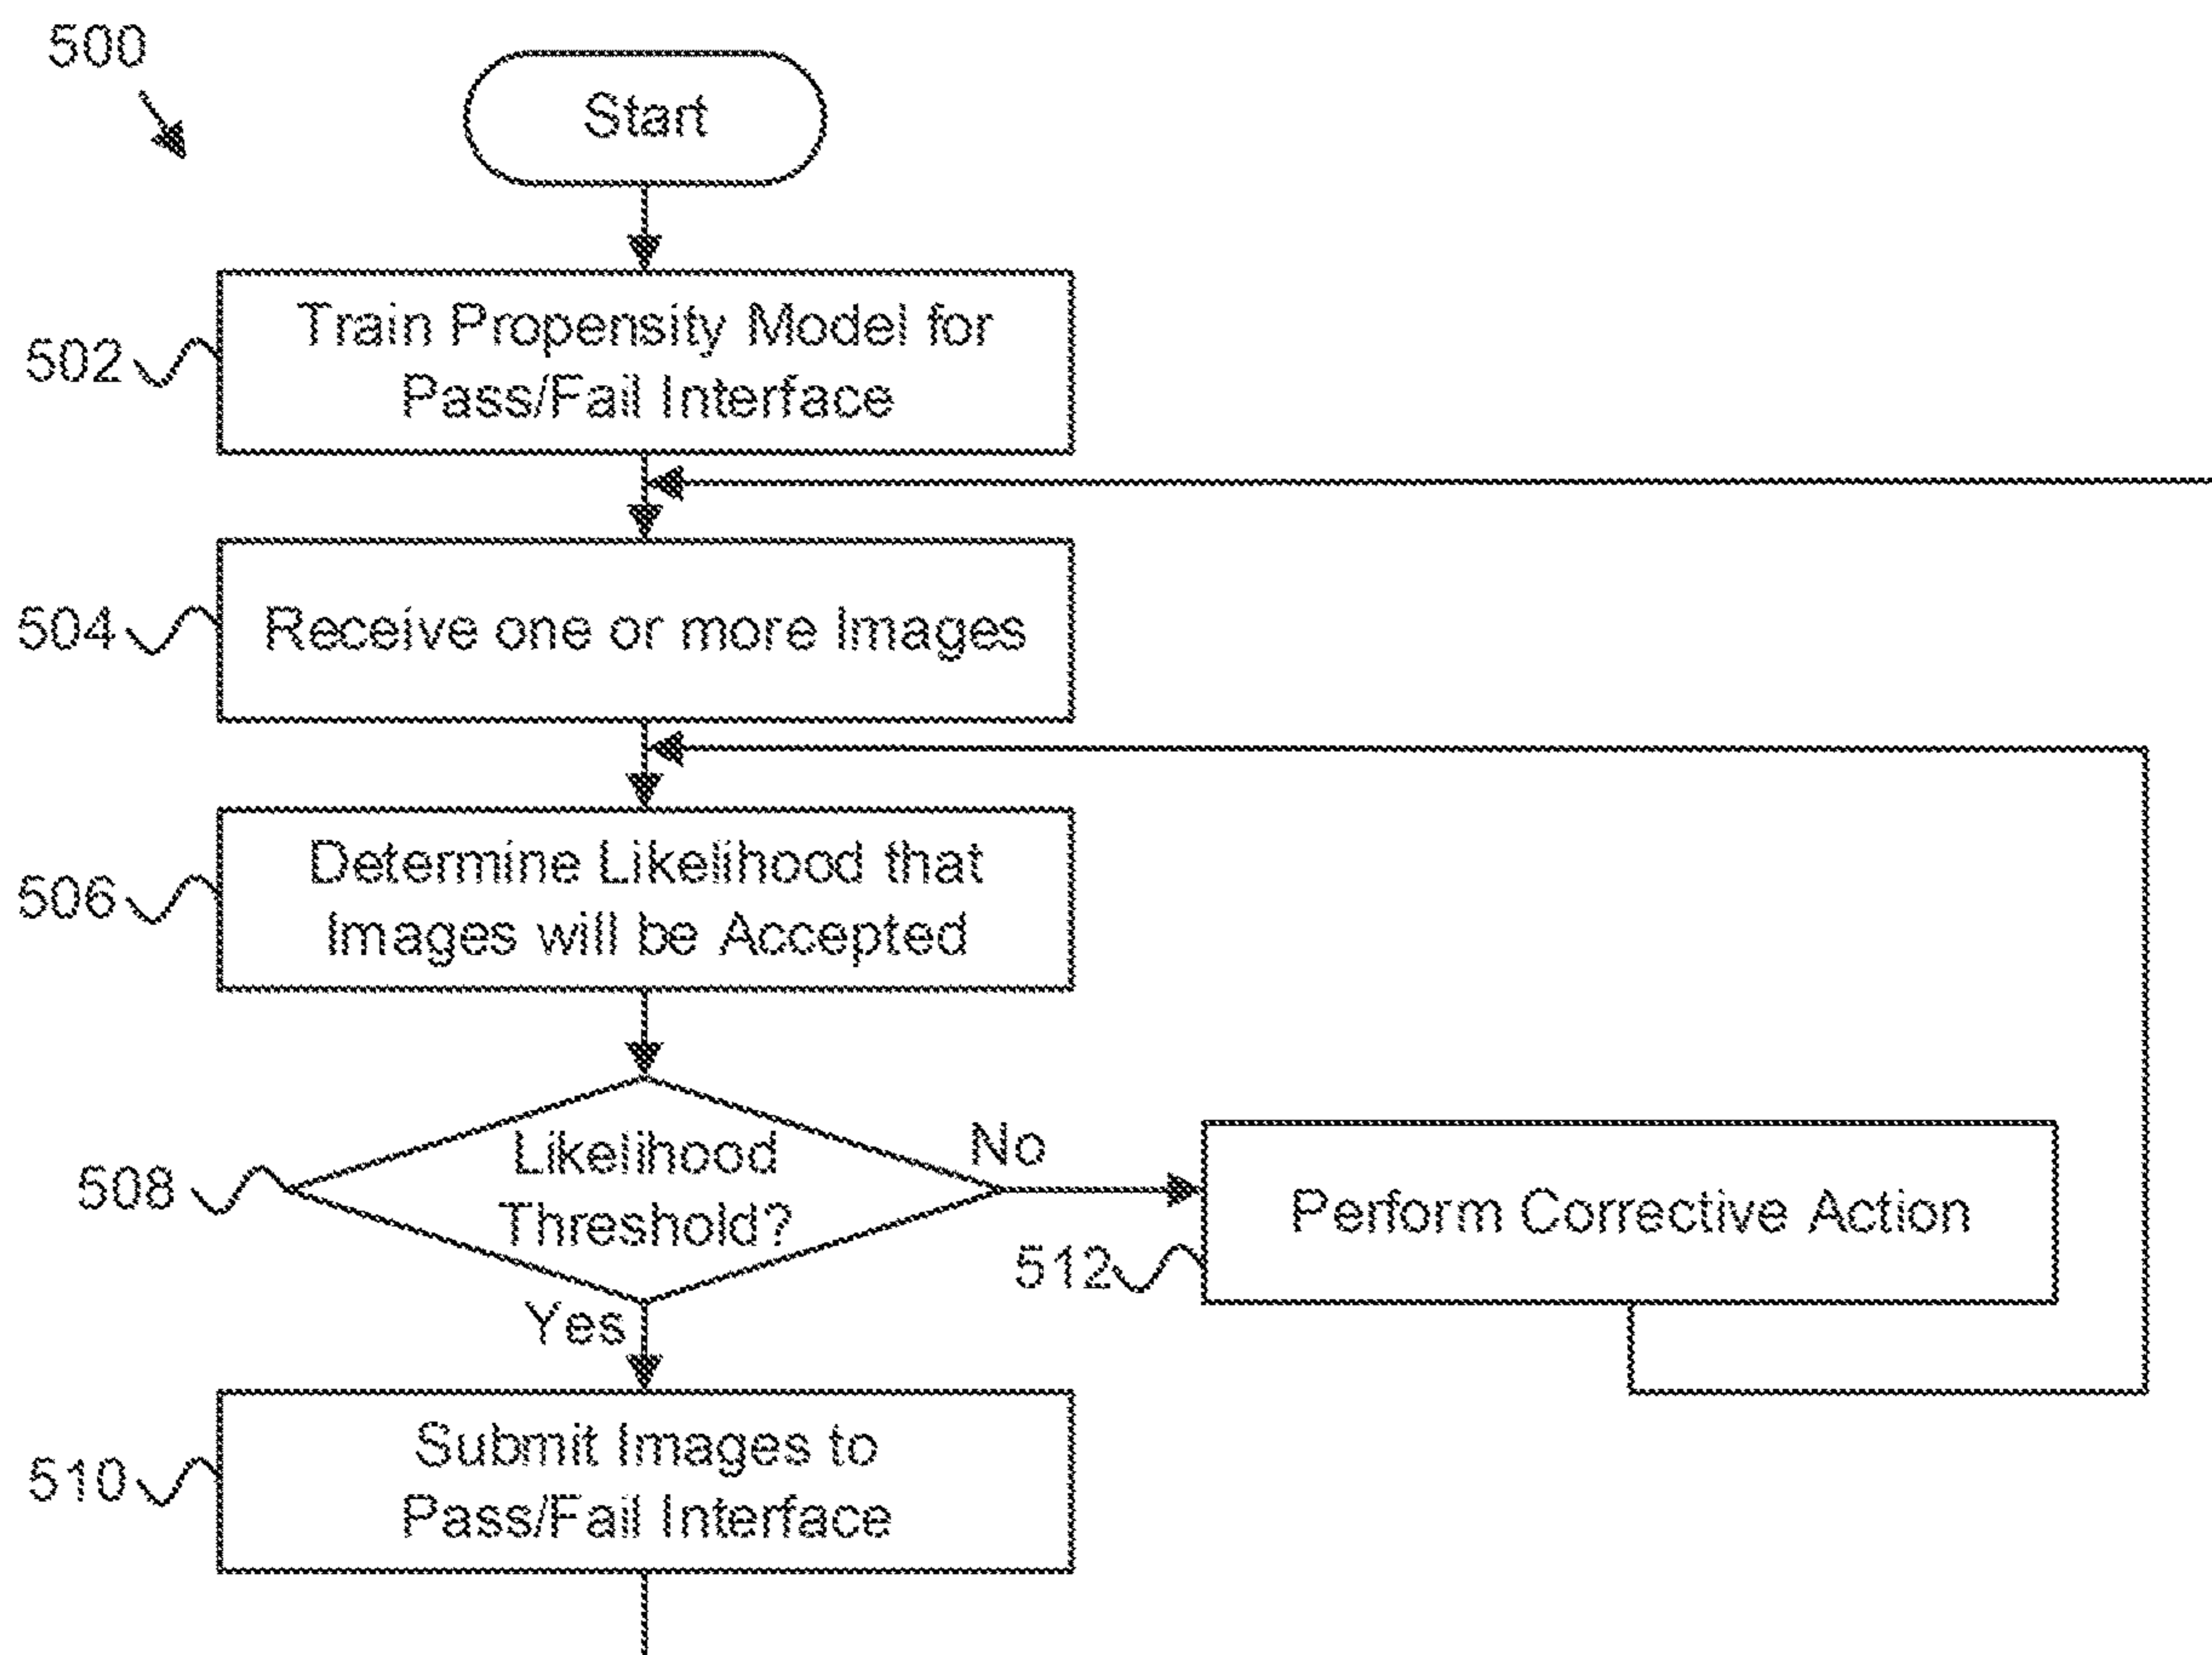 500
Start
502
Train Propensity Model for
Pass/Fail Interface
504
Receive one or more Images
506
Determine Likelihood that
Images will be Accepted
508
Likelihood
Threshold?
No
Yes
512
Perform Corrective Action
510
Submit Images to
Pass/Fail Interface